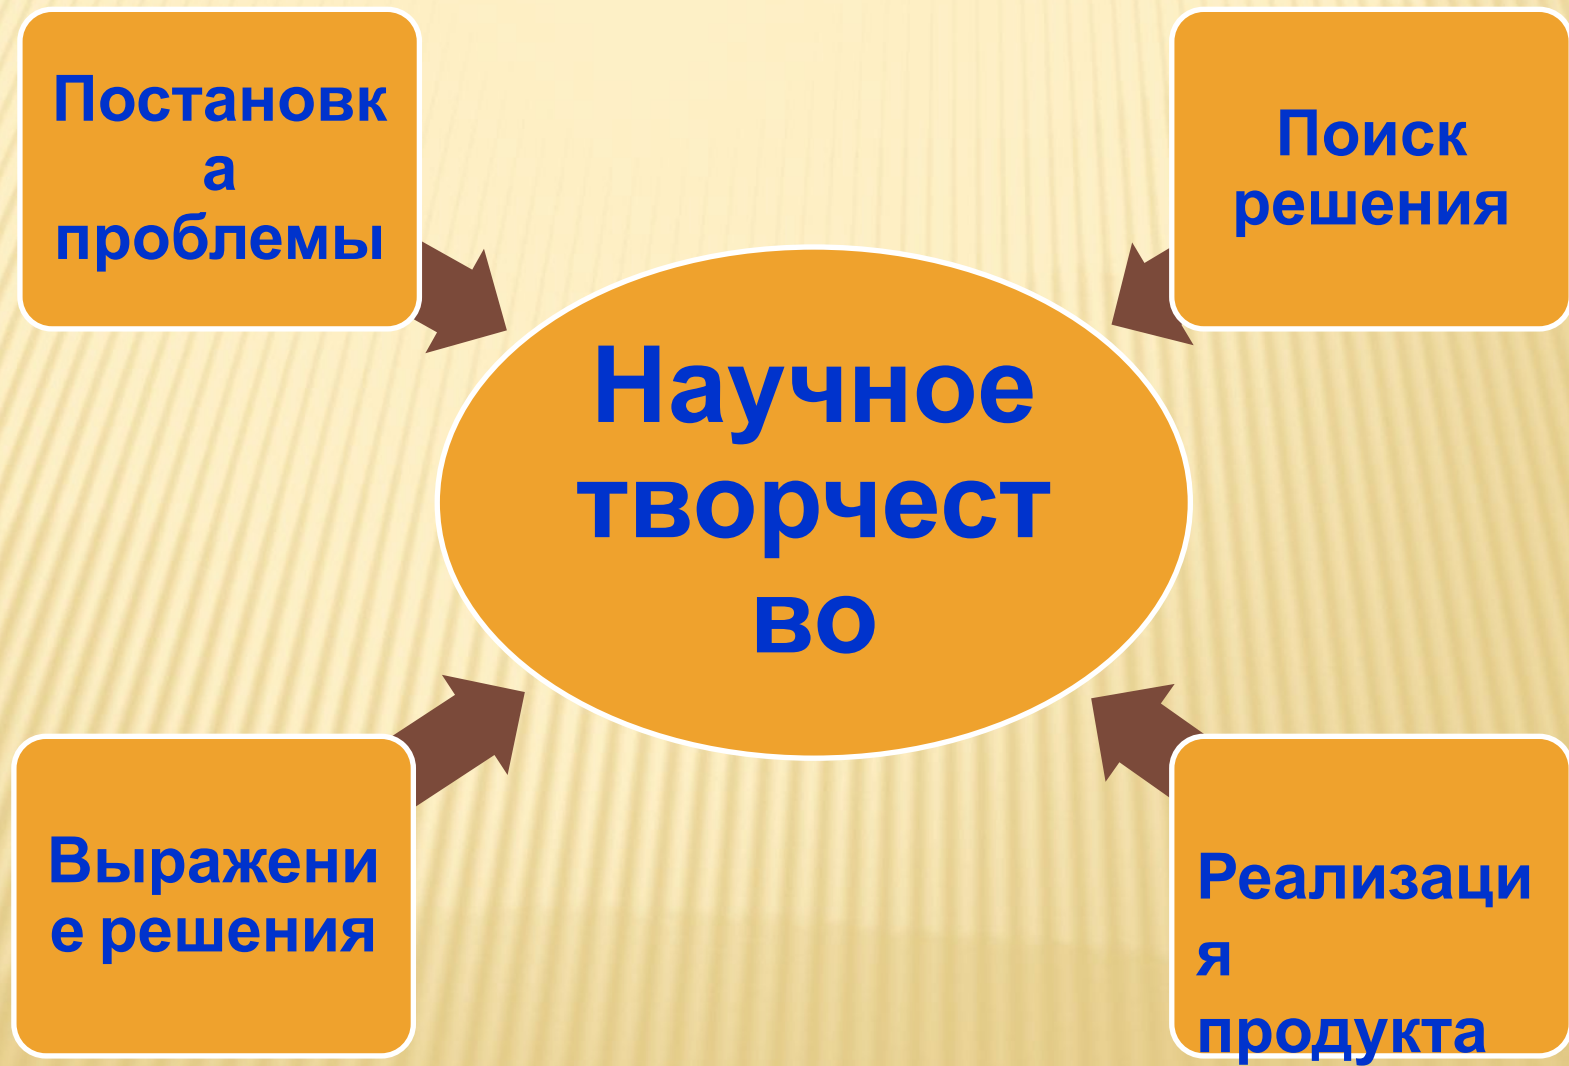 Постановк
а
проблемы
Поиск
решения
Научное
творчест
во
Выражени
е решения
Реализаци
я
продукта